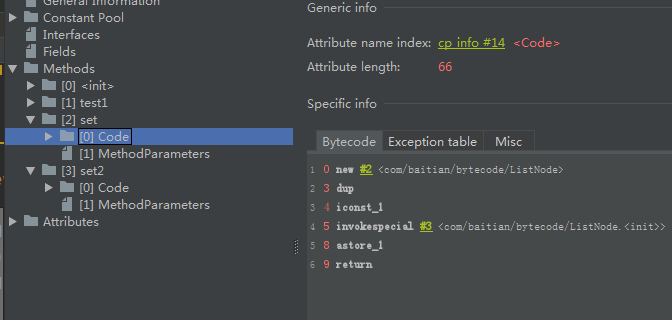 General Information
Constant Pool
Interfaces
Fields
Methods
[0] <init>
[1] test1
[2] set
[0] Code
[1] MethodParameters
[3] set2
[0] Code
[1] MethodParameters
Attributes
Generic info
Attribute name index: cp info #14 <Code>
Attribute length: 66
Specific info
Bytecode Exception table Misc
1 0 new #2 <com/baitian/bytecode/ListNode>
2 3 dup
3 4 iconst_1
4 5 invokespecial #3 <com/baitian/bytecode/ListNode.<init>>
5 8 astore_1
6 9 return